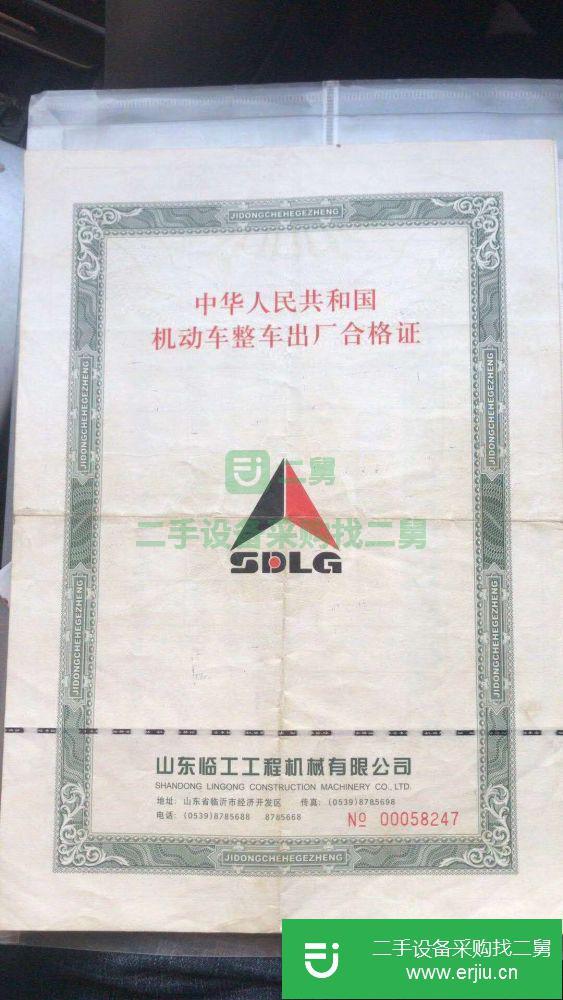 JIDONGCHEHEGEZHENG
中华人民共和国
机动车整车出厂合格证
JIDONGCHEHEGEZHENG
JIDONGCHEHEGEZHENG
二舅
二手设备采购找二舅
SDLG
JIDONGCHEHEGEZHENG
JIDONGCHEHEGEZHENG
山东临工工程机械有限公司
SHANDONG LINGONG CONSTRUCTION MACHINERY CO., LTD.
地址: 山东省临沂市经济开发区 传真: (0539)8785698
电话: (0539)8785688 8785668
№ 00058247
JIDONGCHEHEGEZHENG
二手设备采购找二舅
www.erjiu.cn